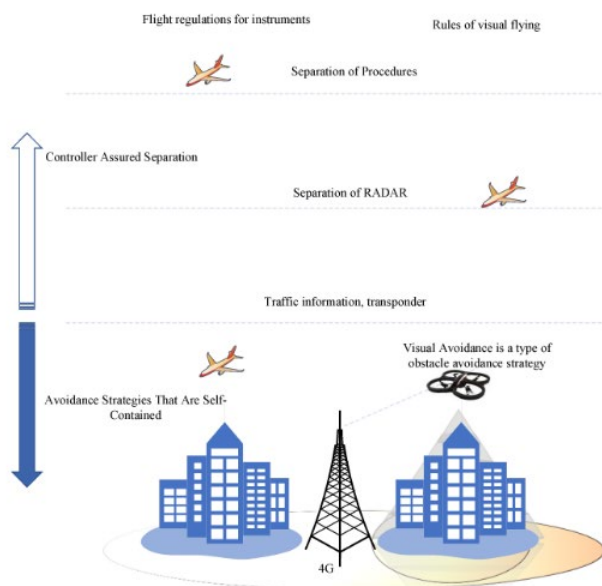 Flight regulations for instruments
Rules of visual flying
Separation of Procedures
Controller Assured Separation
Separation of RADAR
Traffic information, transponder
Visual Avoidance is a type of
obstacle avoidance strategy
Avoidance Strategies That Are Self-
Contained
4G